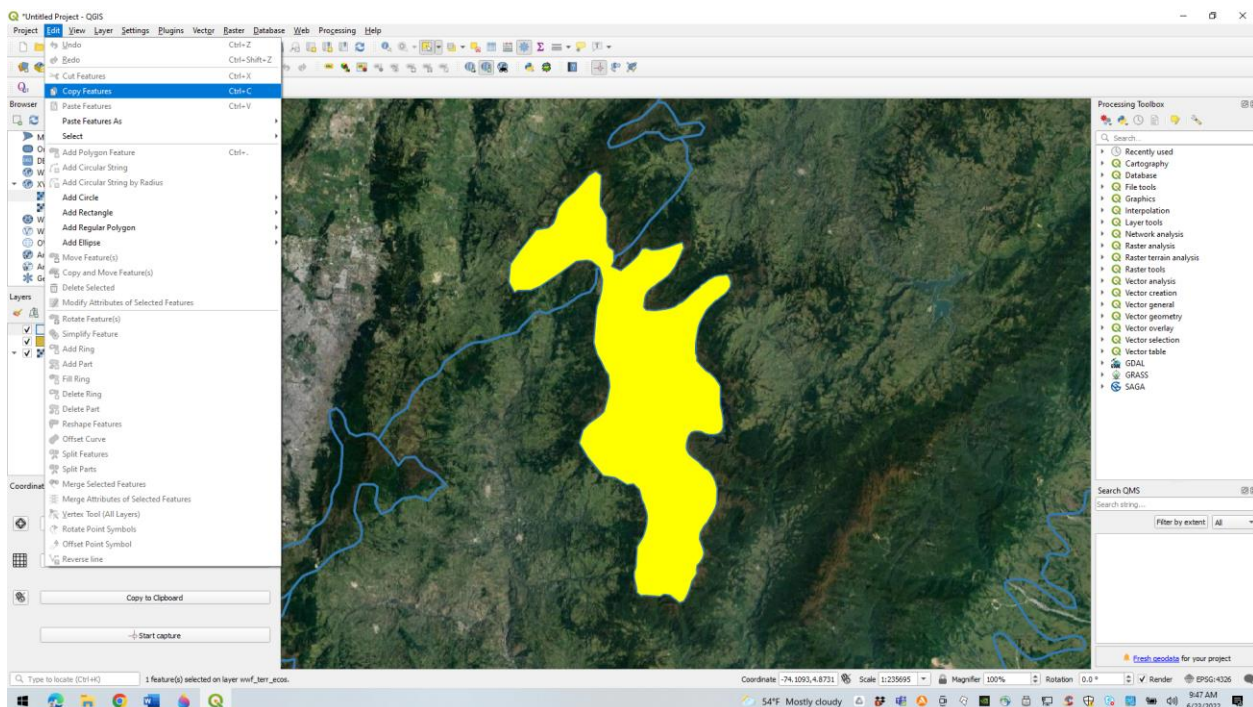 *Untitled Project - QGIS
Project Edit View Layer Settings Plugins Vector Raster Database Web Processing Help
Undo Ctrl+Z
Redo Ctrl+Shift+Z
Cut Features Ctrl+X
Copy Features Ctrl+C
Paste Features Ctrl+V
Paste Features As
Select
Add Polygon Feature Ctrl+.
Add Circular String
Add Circular String by Radius
Add Circle
Add Rectangle
Add Regular Polygon
Add Ellipse
Move Feature(s)
Copy and Move Feature(s)
Delete Selected
Modify Attributes of Selected Features
Rotate Feature(s)
Simplify Feature
Add Ring
Add Part
Fill Ring
Delete Ring
Delete Part
Reshape Features
Offset Curve
Split Features
Split Parts
Merge Selected Features
Merge Attributes of Selected Features
Vertex Tool (All Layers)
Rotate Point Symbols
Offset Point Symbol
Reverse line
Browser
Layers
Coordinat
Copy to Clipboard
Start capture
Processing Toolbox
Search...
Recently used
Cartography
Database
File tools
Graphics
Interpolation
Layer tools
Network analysis
Raster analysis
Raster terrain analysis
Raster tools
Vector analysis
Vector creation
Vector general
Vector geometry
Vector overlay
Vector selection
Vector table
GDAL
GRASS
SAGA
Search QMS
Search string...
Filter by extent All
Fresh geodata for your project
Type to locate (Ctrl+K) 1 feature(s) selected on layer wwf_terr_ecos. Coordinate -74.1093,4.8731 Scale 1:235695 Magnifier 100% Rotation 0.0 ° Render EPSG:4326
54°F Mostly cloudy 9:47 AM
6/23/2022